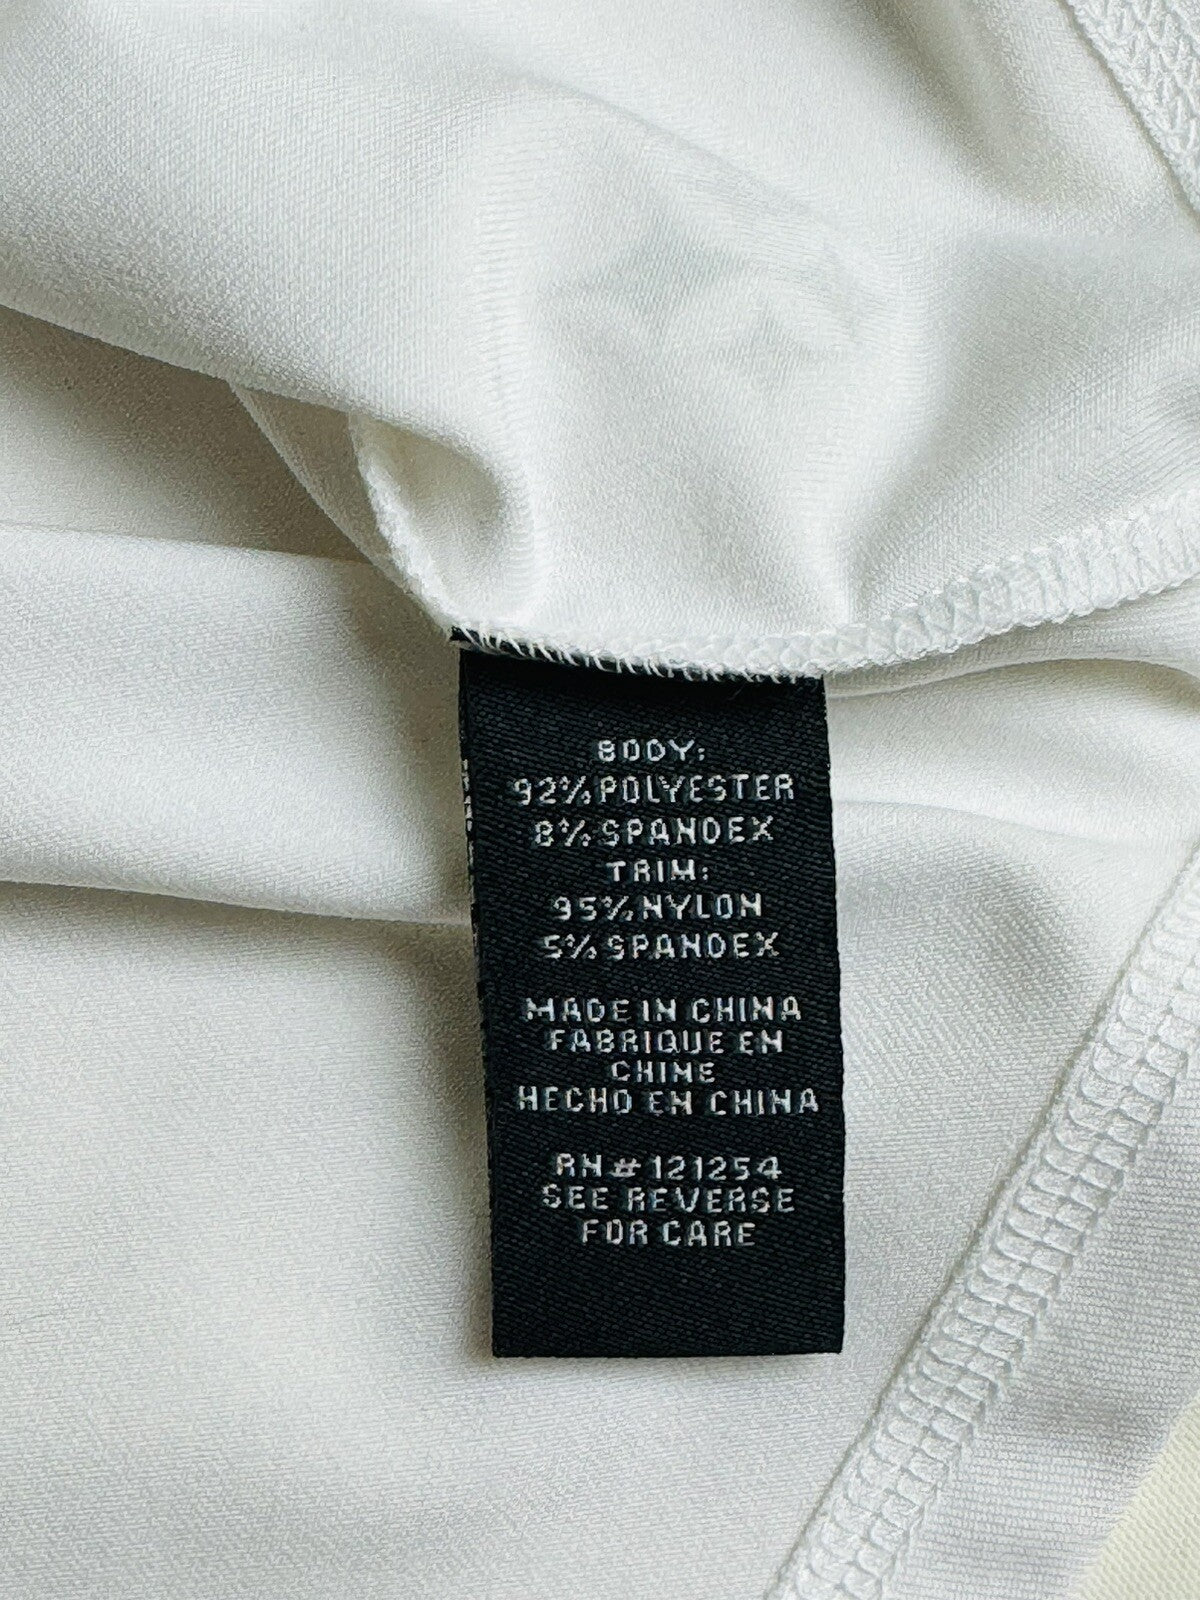 BODY:
92% POLYESTER
8% SPANDEX
TRIM:
95% NYLON
5% SPANDEX
MADE IN CHINA
FABRIQUE EN
CHINE
HECHO EN CHINA
RN#121254
SEE REVERSE
FOR CARE